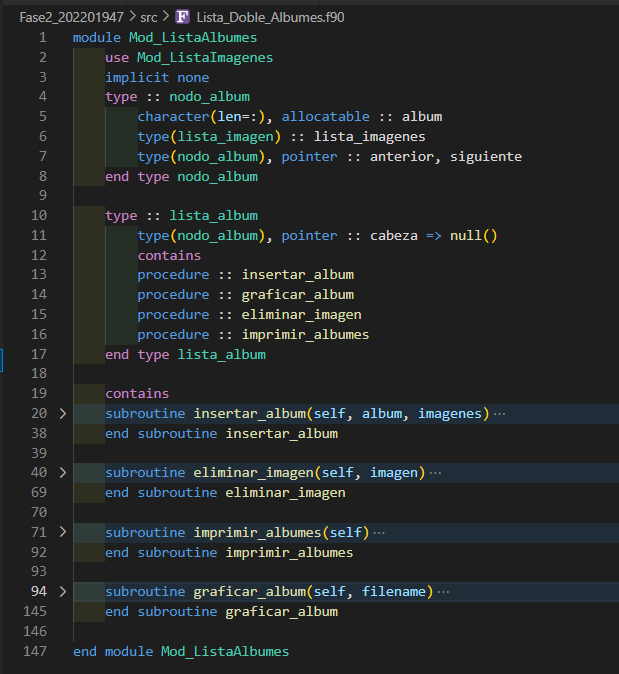 Fase2_202201947 > src > F Lista_Doble_Albumes.f90
1 module Mod_ListaAlbumes
2 use Mod_ListaImagenes
3 implicit none
4 type :: nodo_album
5 character(len=:), allocatable :: album
6 type(lista_imagen) :: lista_imagenes
7 type(nodo_album), pointer :: anterior, siguiente
8 end type nodo_album
9
10 type :: lista_album
11 type(nodo_album), pointer :: cabeza => null()
12 contains
13 procedure :: insertar_album
14 procedure :: graficar_album
15 procedure :: eliminar_imagen
16 procedure :: imprimir_albumes
17 end type lista_album
18
19 contains
20 > subroutine insertar_album(self, album, imagenes)···
38 end subroutine insertar_album
39
40 > subroutine eliminar_imagen(self, imagen)···
69 end subroutine eliminar_imagen
70
71 > subroutine imprimir_albumes(self)···
92 end subroutine imprimir_albumes
93
94 > subroutine graficar_album(self, filename)···
145 end subroutine graficar_album
146
147 end module Mod_ListaAlbumes